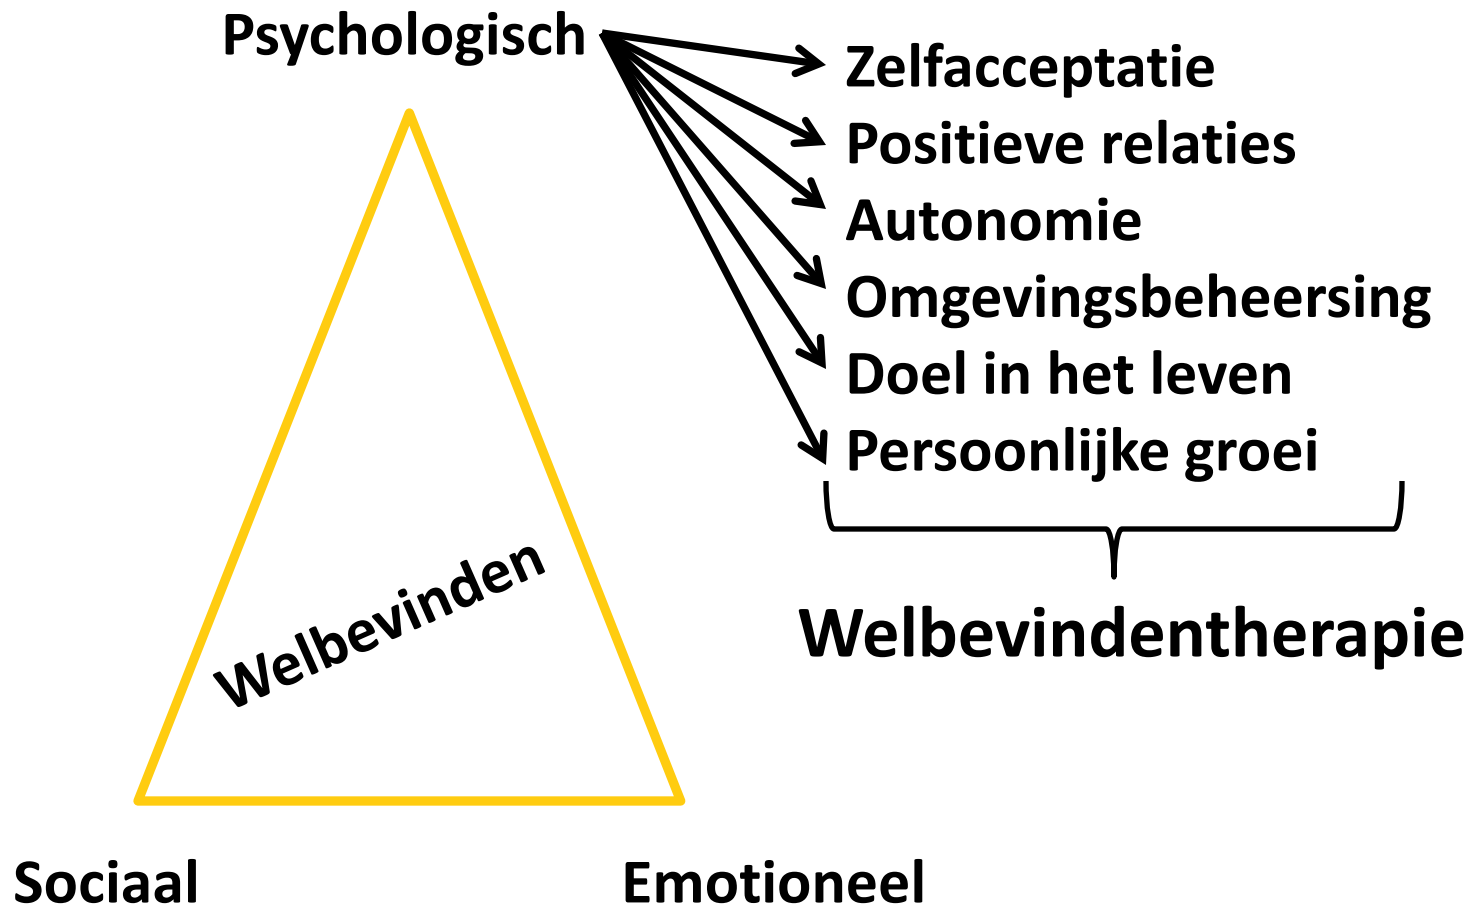 Psychologisch
Zelfacceptatie
Positieve relaties
Autonomie
Omgevingsbeheersing
Doel in het leven
Persoonlijke groei
Welbevinden
Welbevindentherapie
Sociaal
Emotioneel